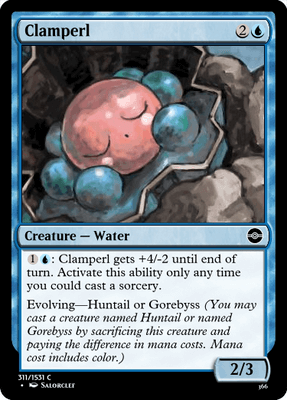 Clamperl 2
Creature — Water
1 : Clamperl gets +4/-2 until end of
turn. Activate this ability only any time
you could cast a sorcery.
Evolving—Huntail or Gorebyss (You may
cast a creature named Huntail or named
Gorebyss by sacrificing this creature and
paying the difference in mana costs. Mana
cost includes color.)
2/3
311/1531 C
• Salorclef
366